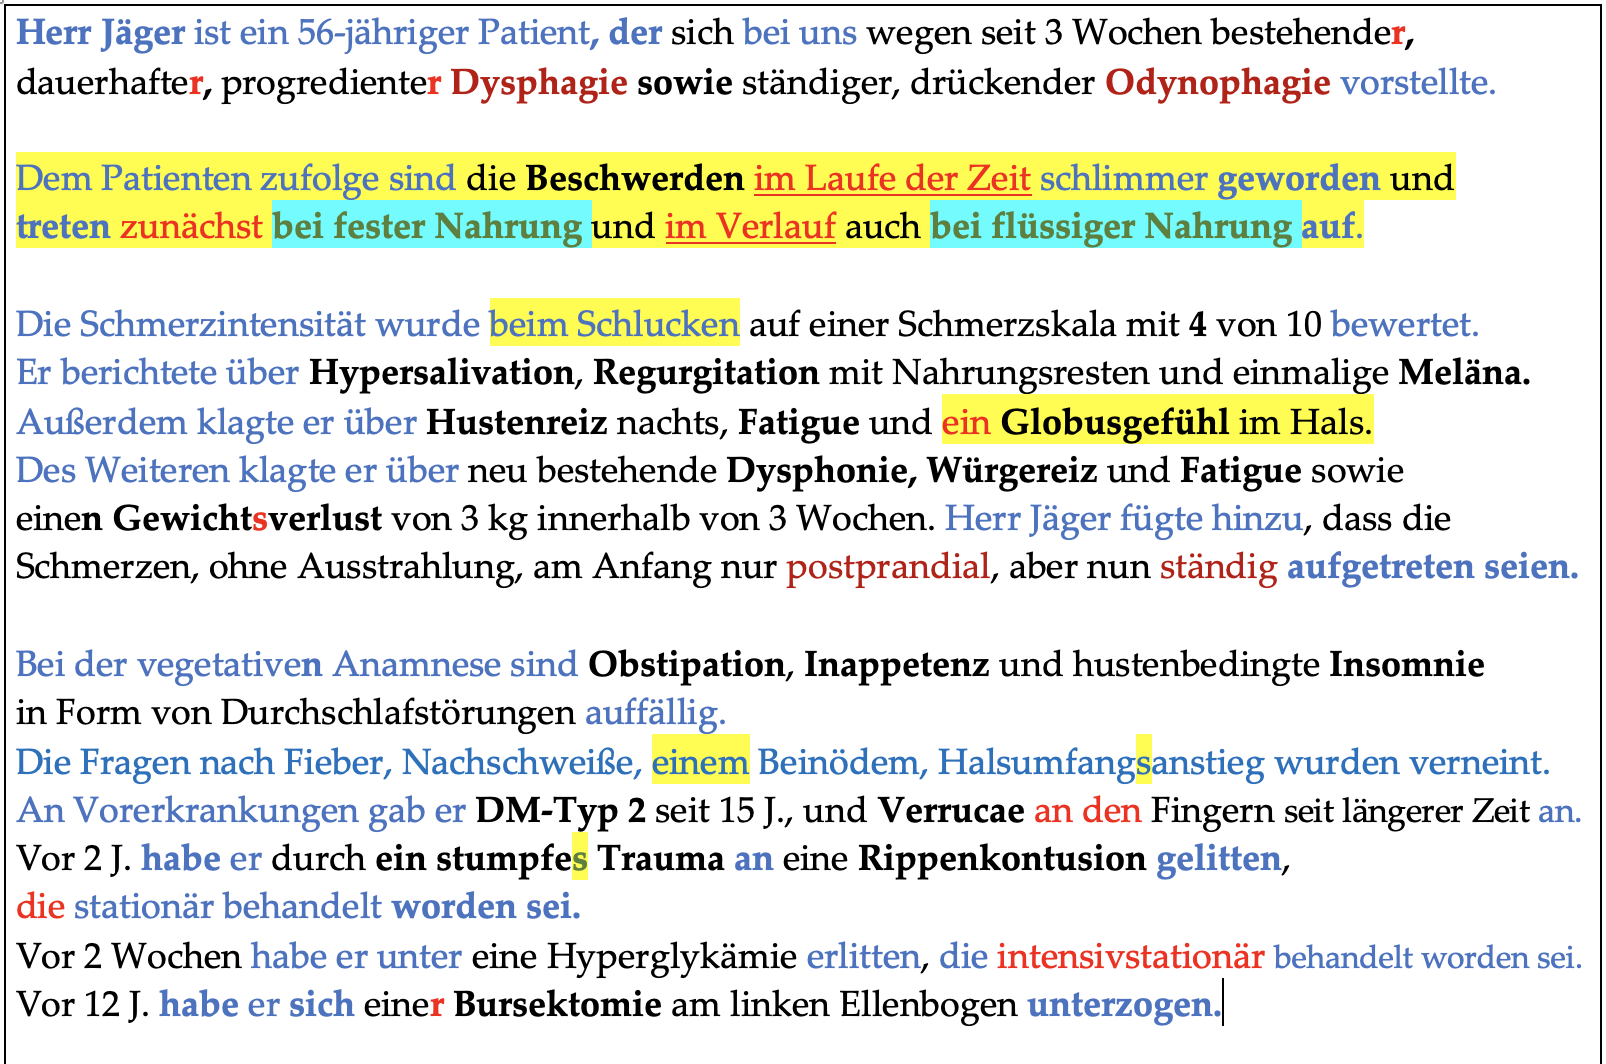 Herr Jäger ist ein 56-jähriger Patient, der sich bei uns wegen seit 3 Wochen bestehender,
dauerhafter, progredienter Dysphagie sowie ständiger, drückender Odynophagie vorstellte.
Dem Patienten zufolge sind die Beschwerden im Laufe der Zeit schlimmer geworden und
treten zunächst bei fester Nahrung und im Verlauf auch bei flüssiger Nahrung auf.
Die Schmerzintensität wurde beim Schlucken auf einer Schmerzskala mit 4 von 10 bewertet.
Er berichtete über Hypersalivation, Regurgitation mit Nahrungsresten und einmalige Meläna.
Außerdem klagte er über Hustenreiz nachts, Fatigue und ein Globusgefühl im Hals.
Des Weiteren klagte er über neu bestehende Dysphonie, Würgereiz und Fatigue sowie
einen Gewichtsverlust von 3 kg innerhalb von 3 Wochen. Herr Jäger fügte hinzu, dass die
Schmerzen, ohne Ausstrahlung, am Anfang nur postprandial, aber nun ständig aufgetreten seien.
Bei der vegetativen Anamnese sind Obstipation, Inappetenz und hustenbedingte Insomnie
in Form von Durchschlafstörungen auffällig.
Die Fragen nach Fieber, Nachschweiße, einem Beinödem, Halsumfangsanstieg wurden verneint.
An Vorerkrankungen gab er DM-Typ 2 seit 15 J., und Verrucae an den Fingern seit längerer Zeit an.
Vor 2 J. habe er durch ein stumpfes Trauma an eine Rippenkontusion gelitten,
die stationär behandelt worden sei.
Vor 2 Wochen habe er unter eine Hyperglykämie erlitten, die intensivstationär behandelt worden sei.
Vor 12 J. habe er sich einer Bursektomie am linken Ellenbogen unterzogen.